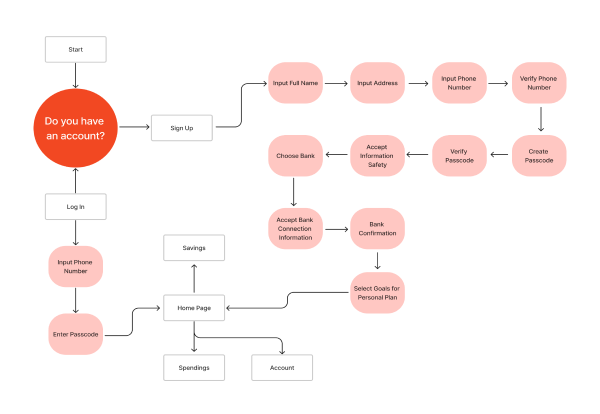 Start
Do you have
an account?
Sign Up
Input Full Name
Input Address
Input Phone
Number
Verify Phone
Number
Create
Passcode
Verify
Passcode
Accept
Information
Safety
Choose Bank
Accept Bank
Connection
Information
Bank
Confirmation
Select Goals for
Personal Plan
Log In
Input Phone
Number
Enter Passcode
Home Page
Savings
Spendings
Account